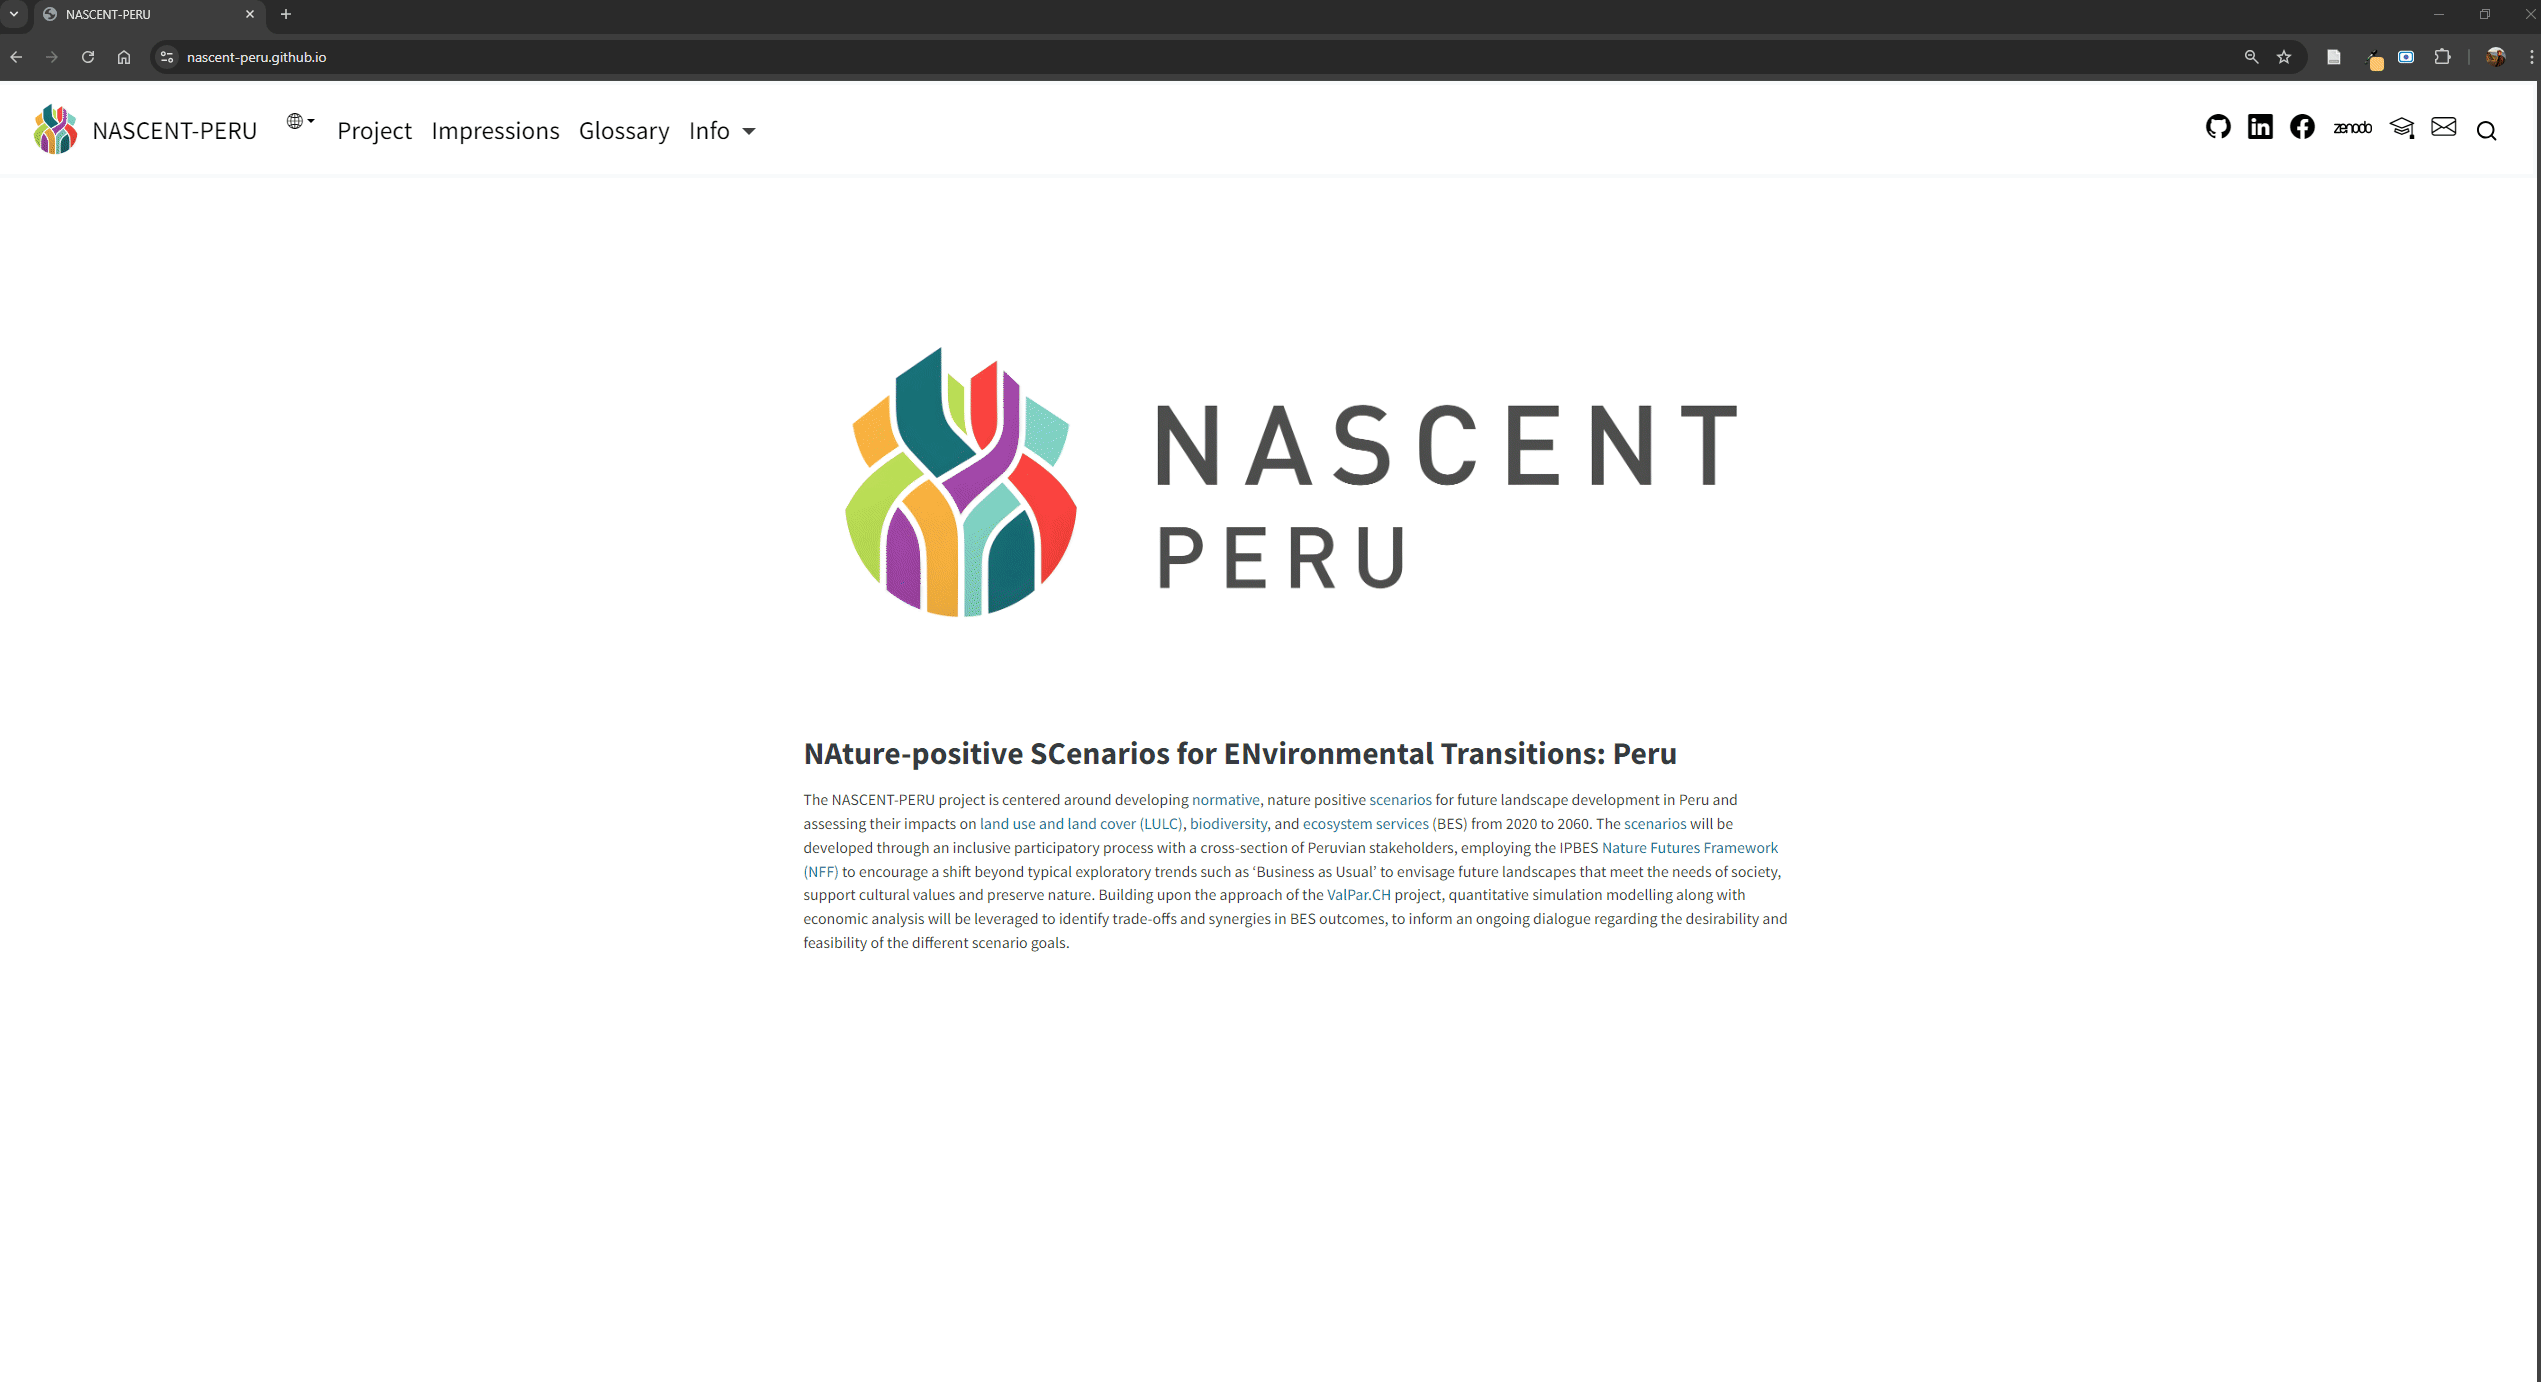 NASCENT-PERU
nascent-peru.github.io
NASCENT-PERU
Project
Impressions
Glossary
Info
zenodo
NASCENT
PERU
NAture-positive SCenarios for ENvironmental Transitions: Peru
The NASCENT-PERU project is centered around developing normative, nature positive scenarios for future landscape development in Peru and
assessing their impacts on land use and land cover (LULC), biodiversity, and ecosystem services (BES) from 2020 to 2060. The scenarios will be
developed through an inclusive participatory process with a cross-section of Peruvian stakeholders, employing the IPBES Nature Futures Framework
(NFF) to encourage a shift beyond typical exploratory trends such as ‘Business as Usual’ to envisage future landscapes that meet the needs of society,
support cultural values and preserve nature. Building upon the approach of the ValPar.CH project, quantitative simulation modelling along with
economic analysis will be leveraged to identify trade-offs and synergies in BES outcomes, to inform an ongoing dialogue regarding the desirability and
feasibility of the different scenario goals.